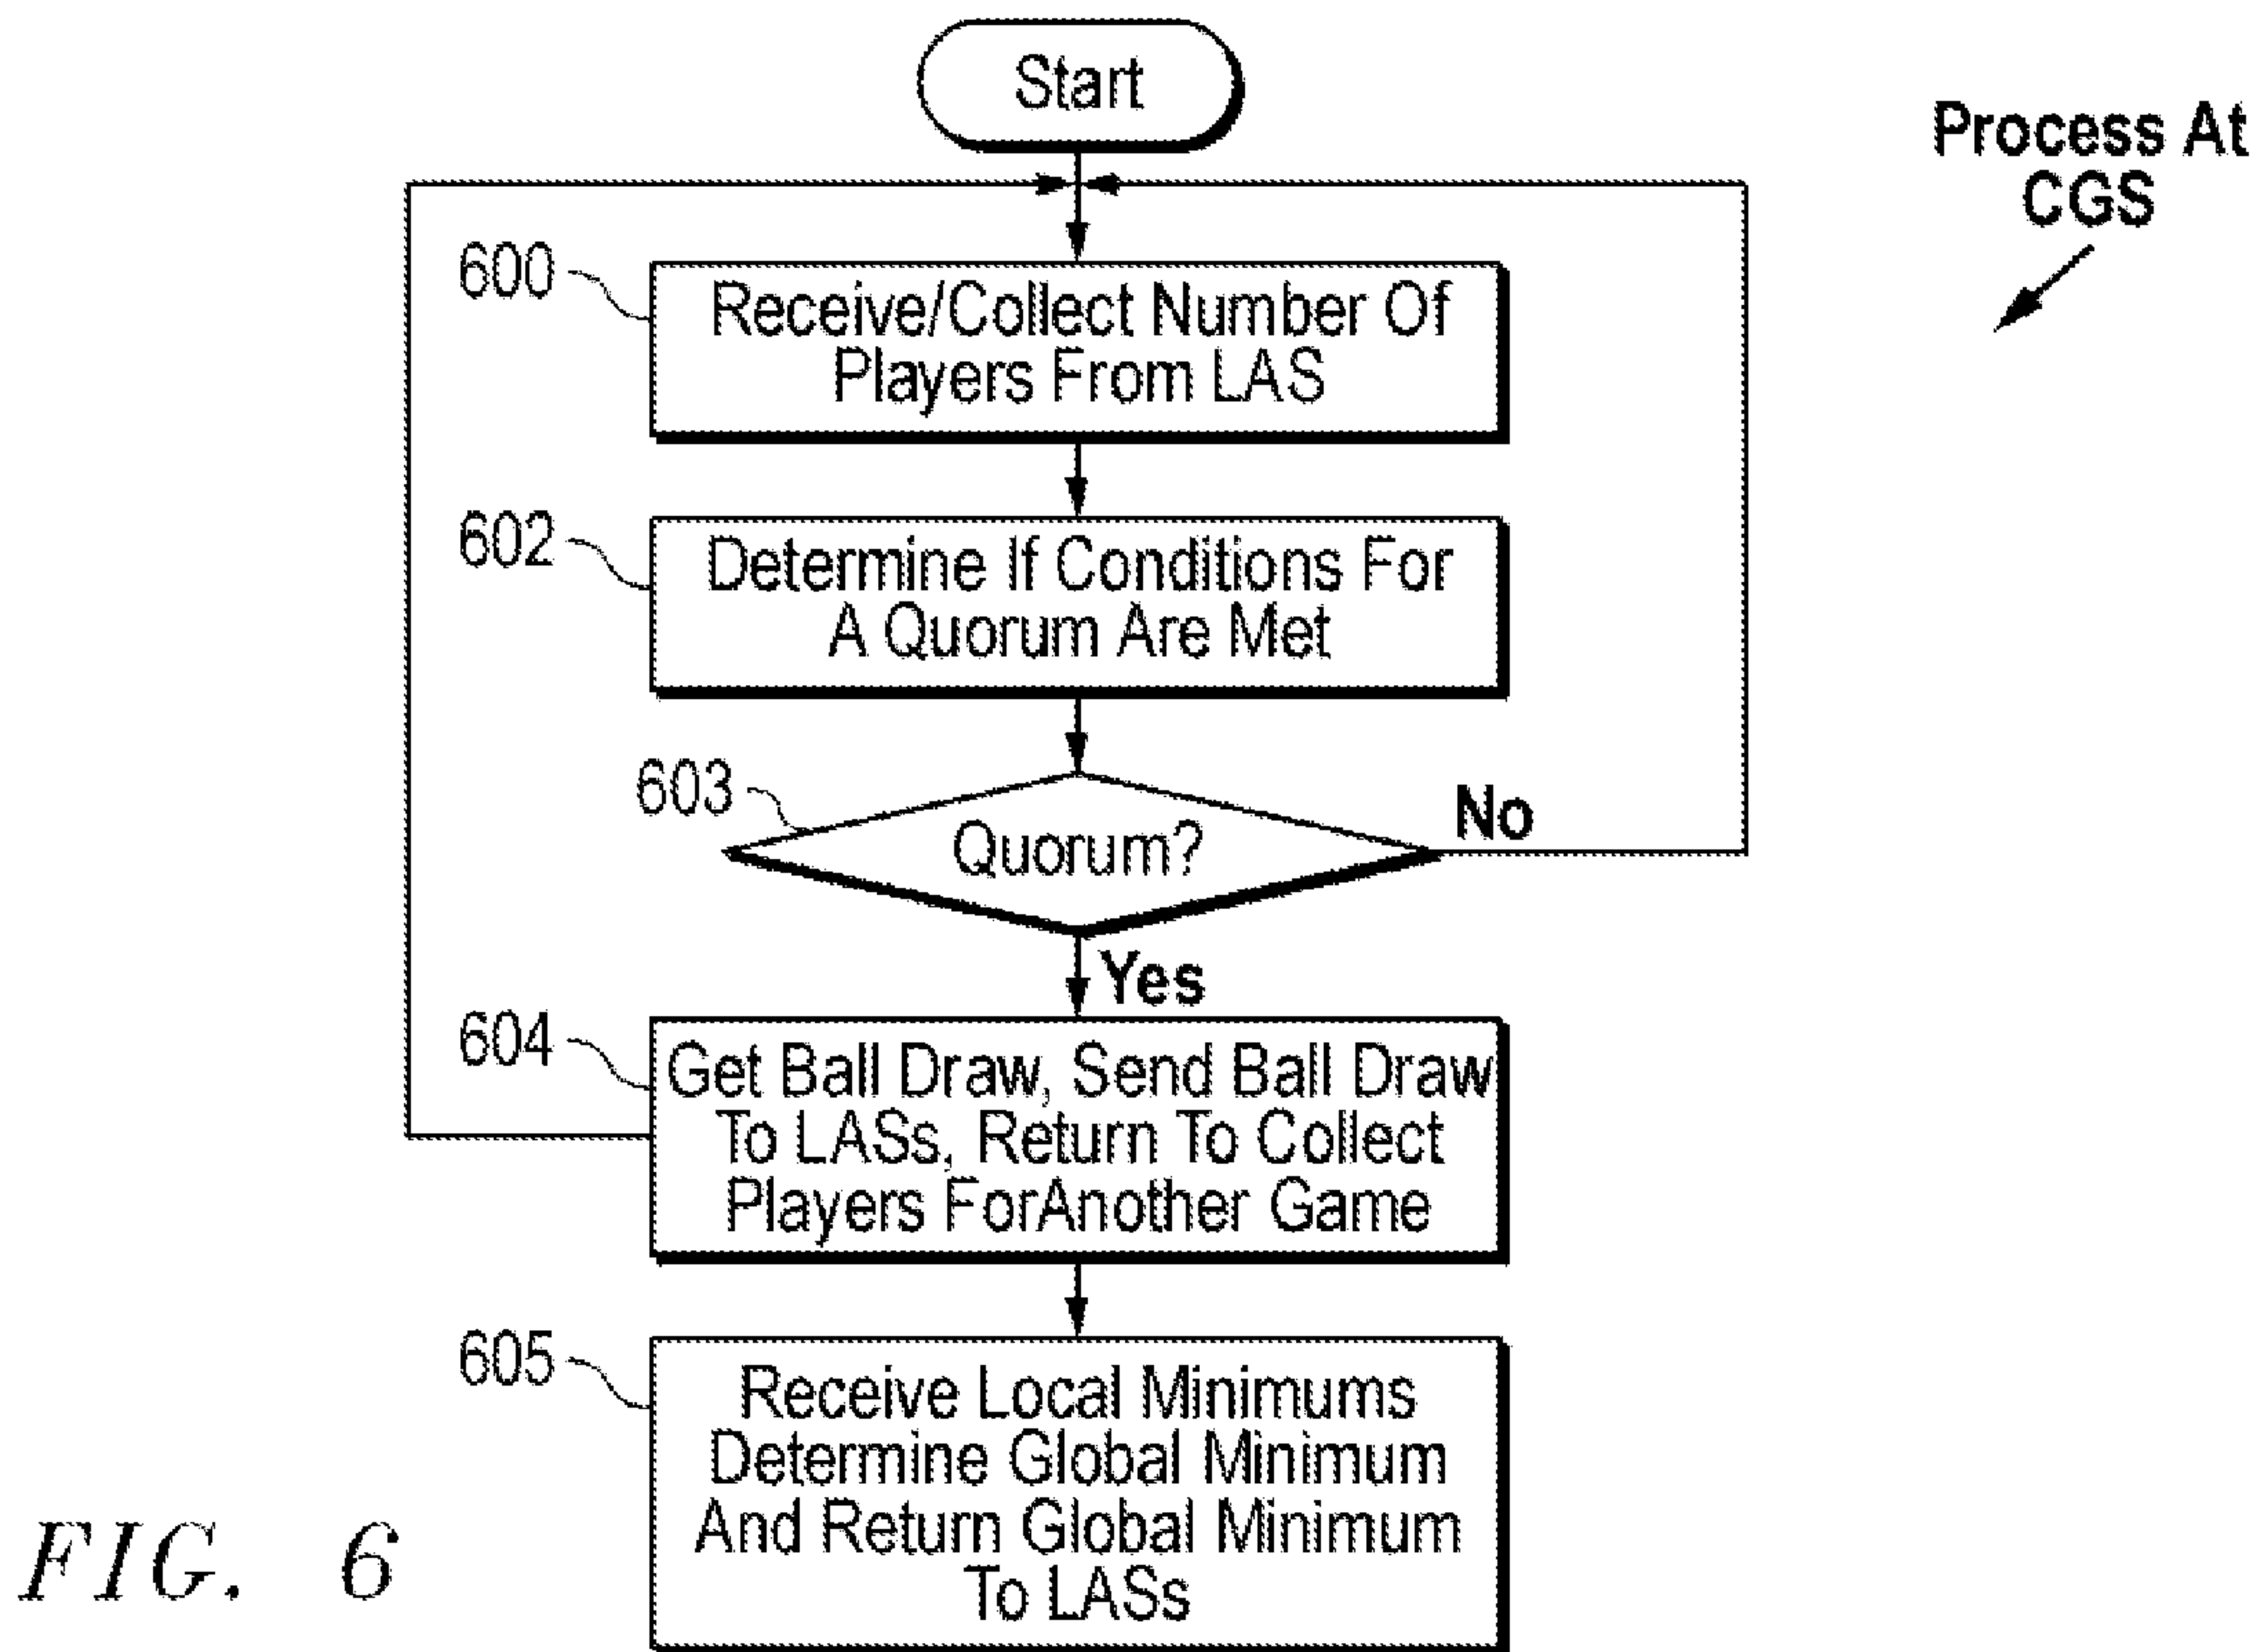 Start
Process At
CGS
600
Receive/Collect Number Of
Players From LAS
602
Determine If Conditions For
A Quorum Are Met
603
Quorum?
No
Yes
604
Get Ball Draw, Send Ball Draw
To LASs, Return To Collect
Players ForAnother Game
605
Receive Local Minimums
Determine Global Minimum
And Return Global Minimum
To LASs
FIG. 6